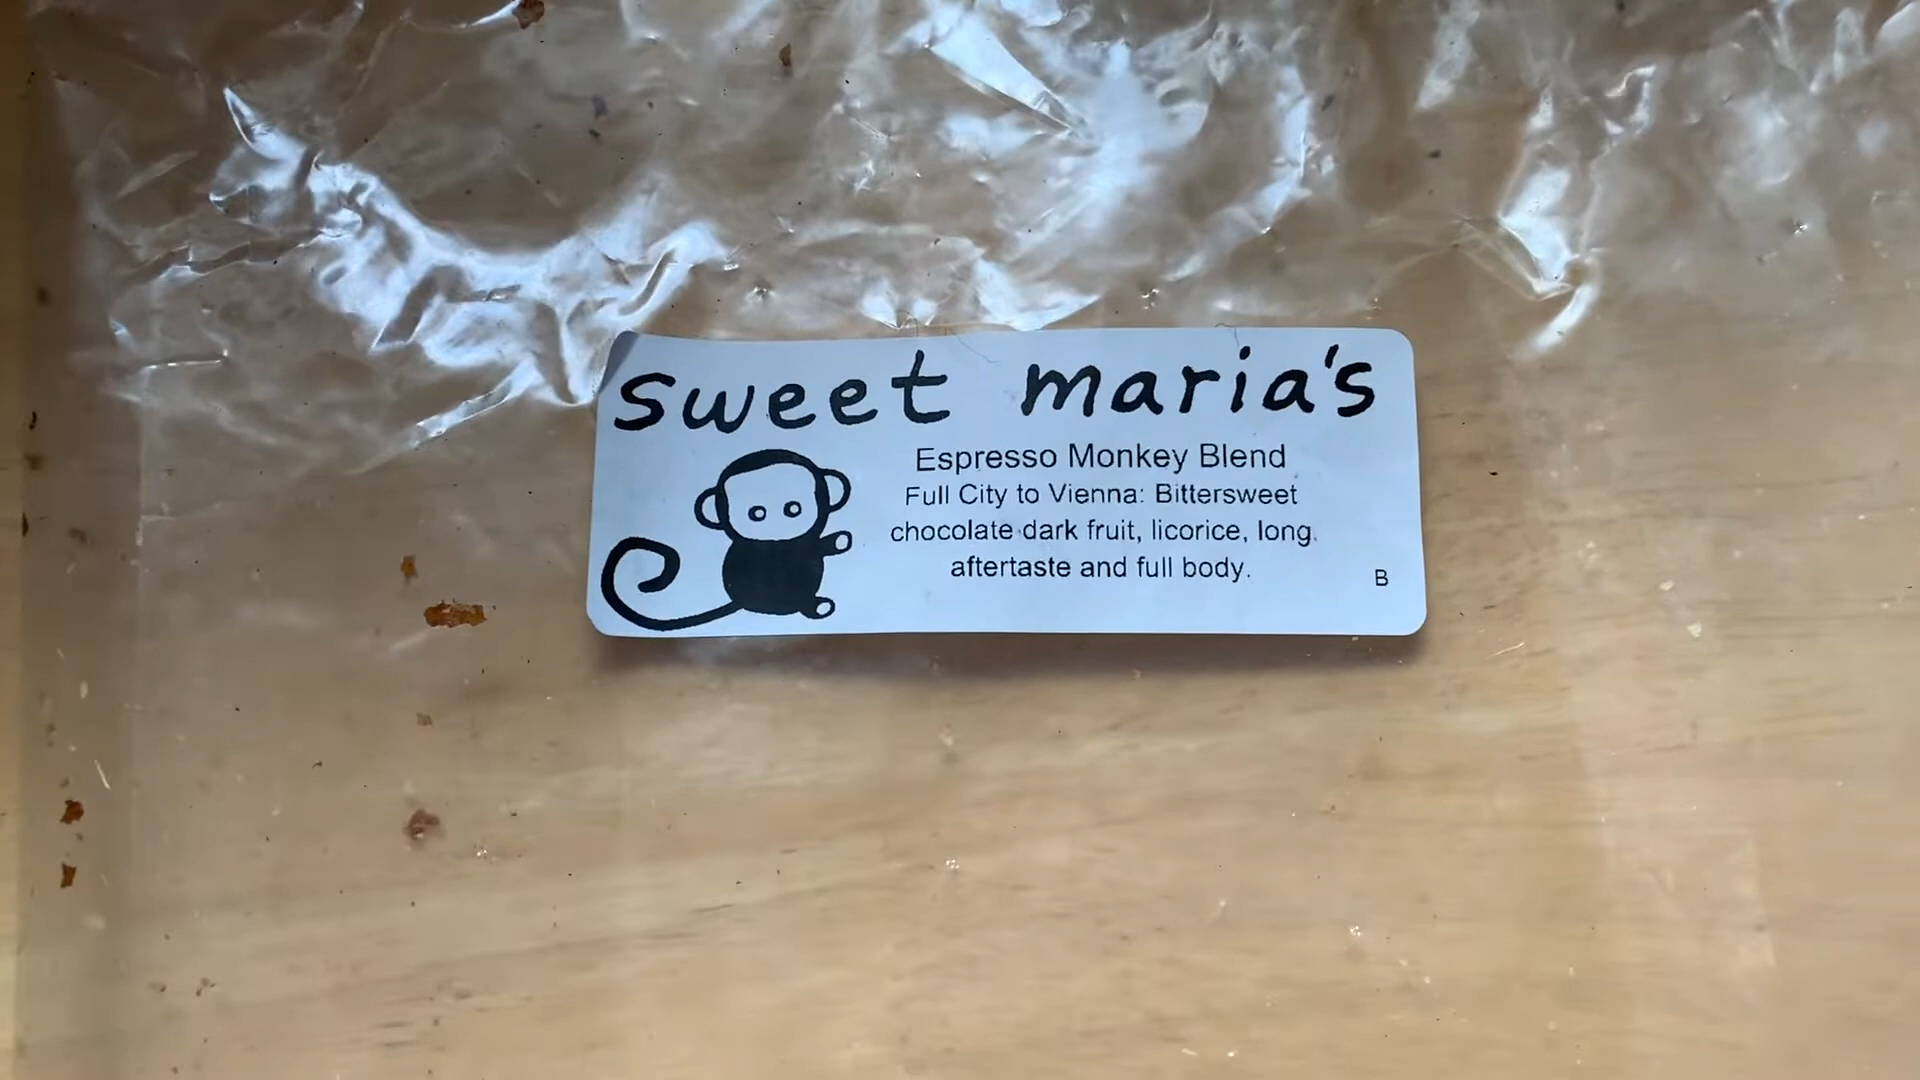 sweet maria's
Espresso Monkey Blend
Full City to Vienna: Bittersweet
chocolate dark fruit, licorice, long
aftertaste and full body.
B